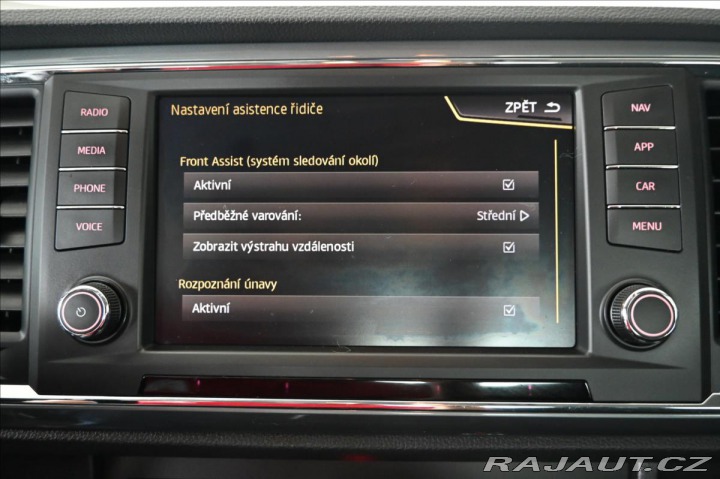 RADIO
MEDIA
PHONE
VOICE
Nastavení asistence řidiče
ZPĚT
Front Assist (systém sledování okolí)
Aktivní
Předběžné varování: Střední
Zobrazit výstrahu vzdálenosti
Rozpoznání únavy
Aktivní
NAV
APP
CAR
MENU
RAJAUT.CZ